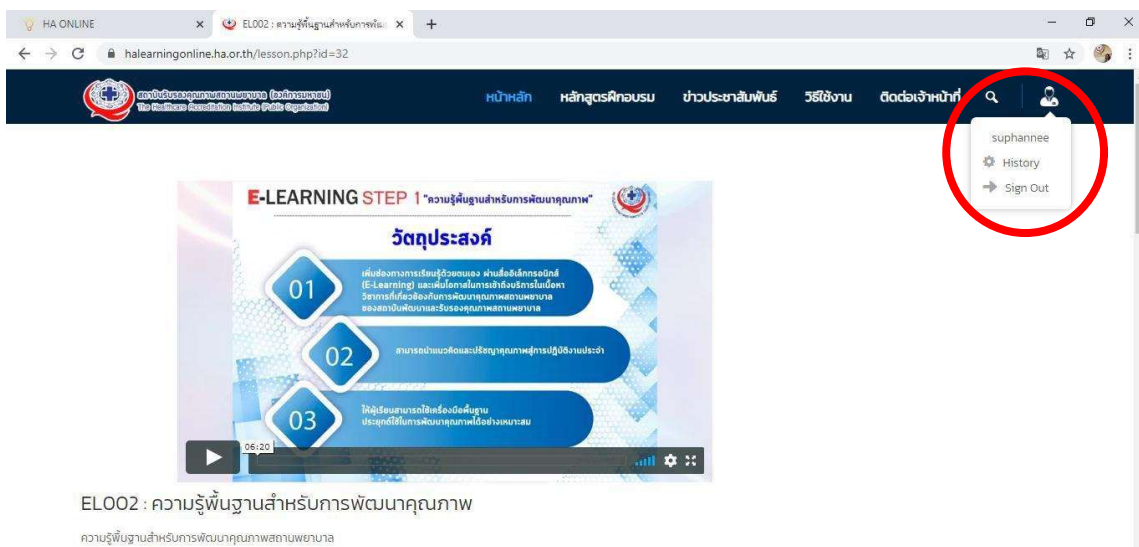 HA ONLINE
EL002 : ความรู้พื้นฐานสำหรับการพัฒ
halearningonline.ha.or.th/lesson.php?id=32
สถาบันรับรองคุณภาพสถานพยาบาล (องค์การมหาชน)
The Healthcare Accreditation Institute (Public Organization)
หน้าหลัก หลักสูตรฝึกอบรม ข่าวประชาสัมพันธ์ วิธีใช้งาน ติดต่อเจ้าหน้าที่
suphannee
History
Sign Out
E-LEARNING STEP 1 "ความรู้พื้นฐานสำหรับการพัฒนาคุณภาพ"
วัตถุประสงค์
01
เพิ่มช่องทางการเรียนรู้ด้วยตนเอง ผ่านสื่ออิเล็กทรอนิกส์
(E-Learning) และเพิ่มโอกาสในการเข้าถึงบริการในเนื้อหา
วิชาการที่เกี่ยวข้องกับการพัฒนาคุณภาพสถานพยาบาล
ของสถาบันพัฒนาและรับรองคุณภาพสถานพยาบาล
02
สามารถนำแนวคิดและปรัชญาคุณภาพสู่การปฏิบัติงานประจำ
03
ให้ผู้เรียนสามารถใช้เครื่องมือพื้นฐาน
ประยุกต์ใช้ในการพัฒนาคุณภาพได้อย่างเหมาะสม
06:20
EL002 : ความรู้พื้นฐานสำหรับการพัฒนาคุณภาพ
ความรู้พื้นฐานสำหรับการพัฒนาคุณภาพสถานพยาบาล